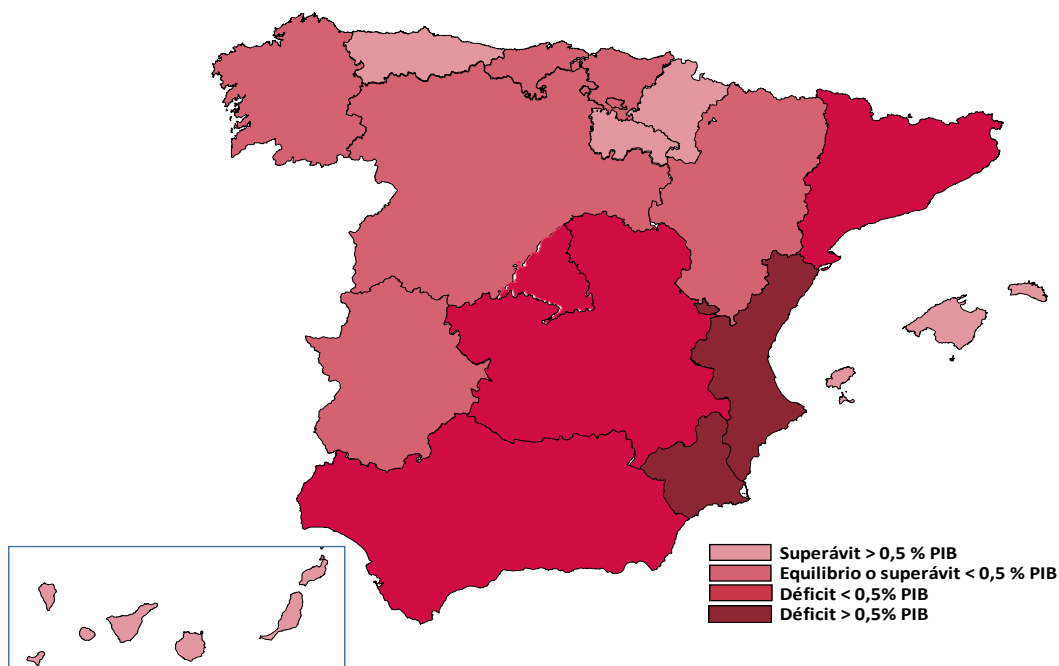 Superávit > 0,5 % PIB
Equilibrio o superávit < 0,5 % PIB
Déficit < 0,5% PIB
Déficit > 0,5% PIB